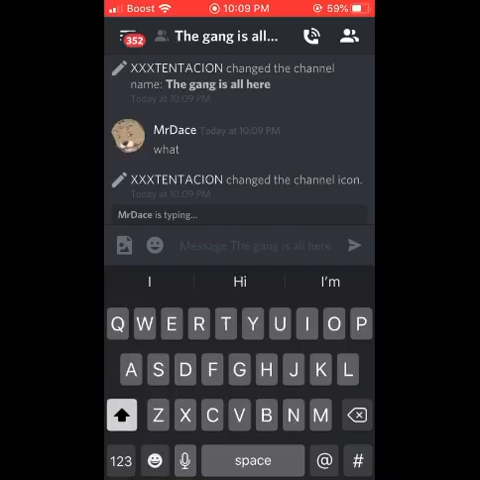 Boost 10:09 PM 59%
352 The gang is all...
XXXTENTACION changed the channel
name: The gang is all here
Today at 10:09 PM
MrDace Today at 10:09 PM
what
XXXTENTACION changed the channel icon.
Today at 10:09 PM
MrDace is typing...
Message The gang is all here
I Hi I'm
Q W E R T Y U I O P
A S D F G H J K L
Z X C V B N M
123 space @ #